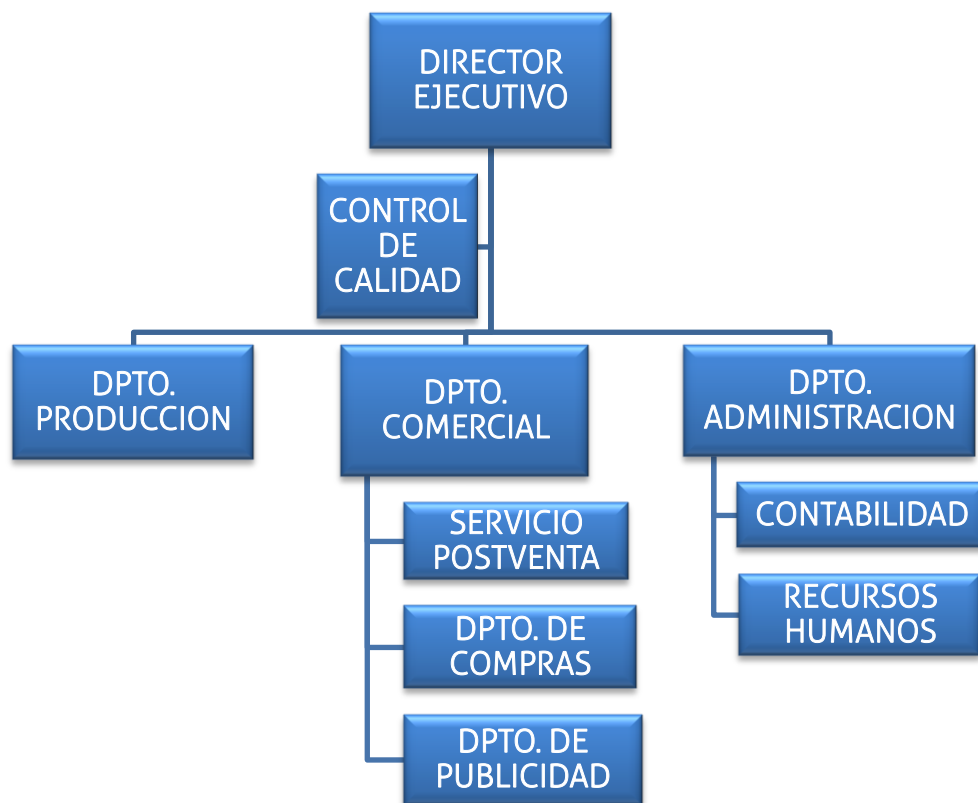 DIRECTOR
EJECUTIVO
CONTROL
DE
CALIDAD
DPTO.
PRODUCCION
DPTO.
COMERCIAL
DPTO.
ADMINISTRACION
SERVICIO
POSTVENTA
DPTO. DE
COMPRAS
DPTO. DE
PUBLICIDAD
CONTABILIDAD
RECURSOS
HUMANOS